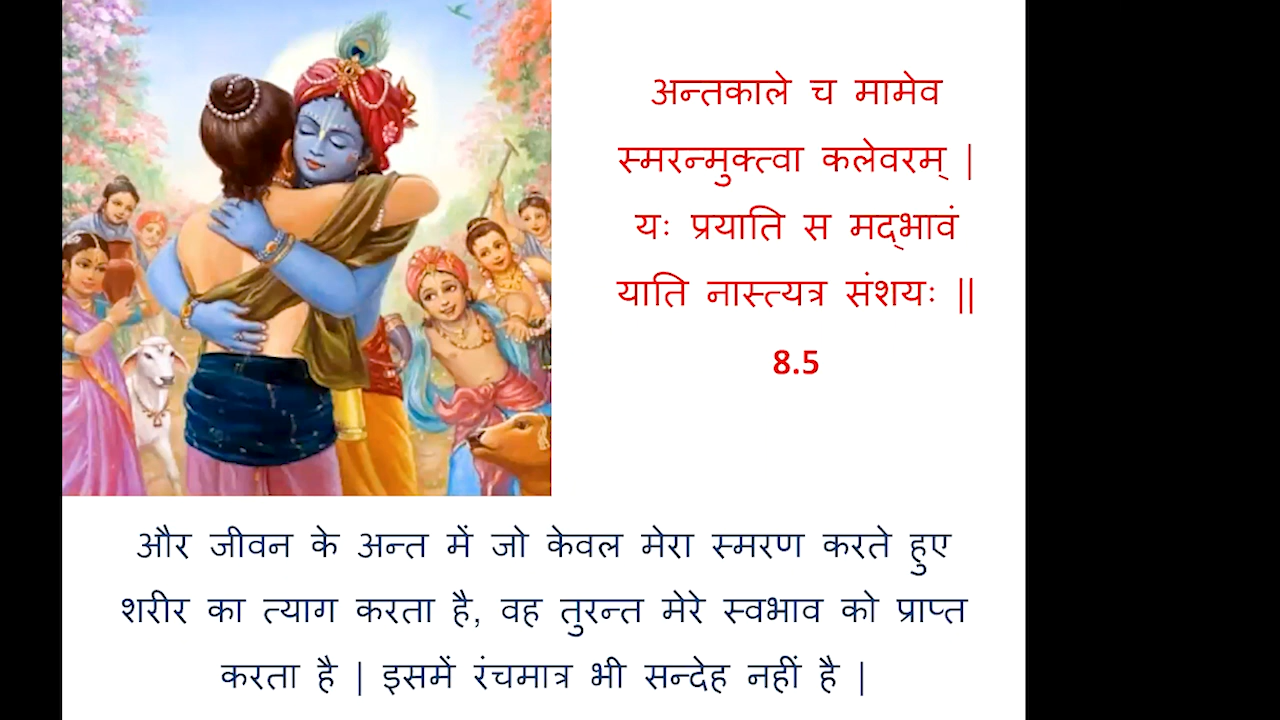 अन्तकाले च मामेव
स्मरन्मुक्त्वा कलेवरम् |
यः प्रयाति स मद्‌भावं
याति नास्त्यत्र संशयः ||
8.5
और जीवन के अन्त में जो केवल मेरा स्मरण करते हुए
शरीर का त्याग करता है, वह तुरन्त मेरे स्वभाव को प्राप्त
करता है | इसमें रंचमात्र भी सन्देह नहीं है |